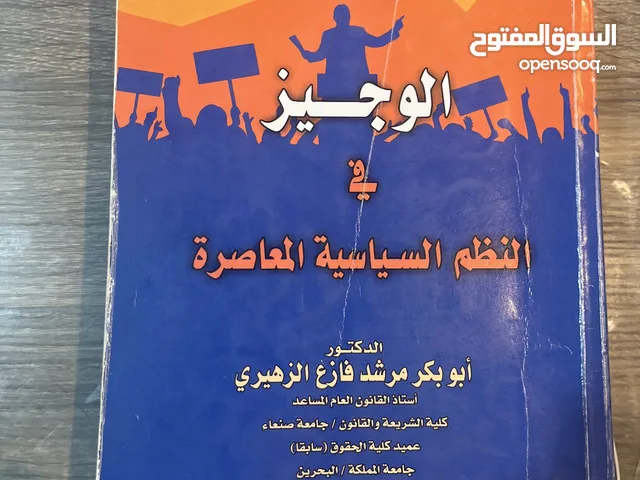 السوق المفتوح
opensooq.com
الوجيز
في
النظم السياسية المعاصرة
الدكتور
أبو بكر مرشد فازع الزهيري
أستاذ القانون العام المساعد
كلية الشريعة والقانون / جامعة صنعاء
عميد كلية الحقوق (سابقا)
جامعة المملكة / البحرين